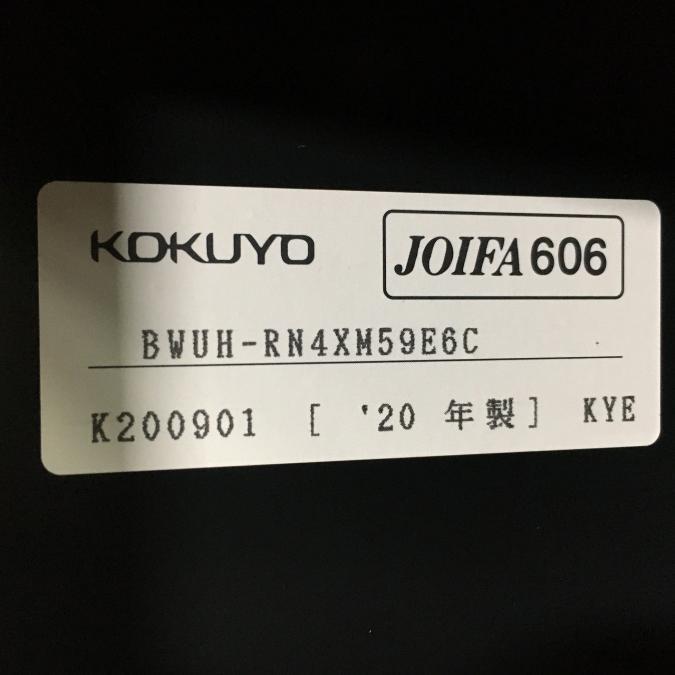 KOKUYO
JOIFA 606
BWUH-RN4XM59E6C
K200901 [ '20 年製] KYE